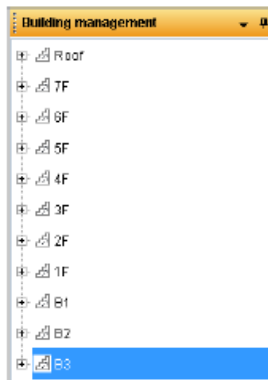 Building management
Roof
7F
6F
5F
4F
3F
2F
1F
B1
B2
B3